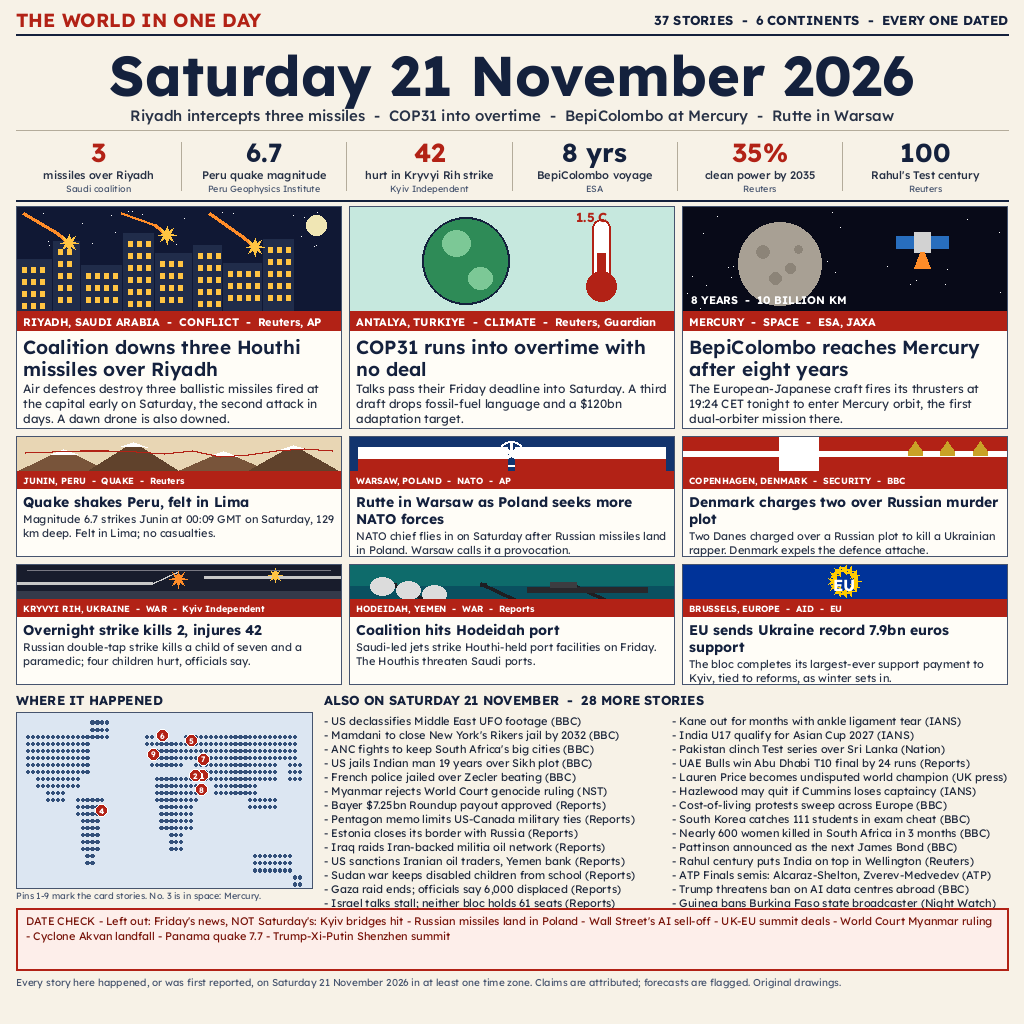 THE WORLD IN ONE DAY
37 STORIES - 6 CONTINENTS - EVERY ONE DATED
Saturday 21 November 2026
Riyadh intercepts three missiles - COP31 into overtime - BepiColombo at Mercury - Rutte in Warsaw
3
missiles over Riyadh
Saudi coalition
6.7
Peru quake magnitude
Peru Geophysics Institute
42
hurt in Kryvyi Rih strike
Kyiv Independent
8 yrs
BepiColombo voyage
ESA
35%
clean power by 2035
Reuters
100
Rahul's Test century
Reuters
RIYADH, SAUDI ARABIA - CONFLICT - Reuters, AP
Coalition downs three Houthi
missiles over Riyadh
Air defences destroy three ballistic missiles fired at
the capital early on Saturday, the second attack in
days. A dawn drone is also downed.
1.5 C
ANTALYA, TURKIYE - CLIMATE - Reuters, Guardian
COP31 runs into overtime with
no deal
Talks pass their Friday deadline into Saturday. A third
draft drops fossil-fuel language and a $120bn
adaptation target.
8 YEARS - 10 BILLION KM
MERCURY - SPACE - ESA, JAXA
BepiColombo reaches Mercury
after eight years
The European-Japanese craft fires its thrusters at
19:24 CET tonight to enter Mercury orbit, the first
dual-orbiter mission there.
JUNIN, PERU - QUAKE - Reuters
Quake shakes Peru, felt in Lima
Magnitude 6.7 strikes Junin at 00:09 GMT on Saturday, 129
km deep. Felt in Lima; no casualties.
WARSAW, POLAND - NATO - AP
Rutte in Warsaw as Poland seeks more
NATO forces
NATO chief flies in on Saturday after Russian missiles land
in Poland. Warsaw calls it a provocation.
COPENHAGEN, DENMARK - SECURITY - BBC
Denmark charges two over Russian murder
plot
Two Danes charged over a Russian plot to kill a Ukrainian
rapper. Denmark expels the defence attache.
KRYVYI RIH, UKRAINE - WAR - Kyiv Independent
Overnight strike kills 2, injures 42
Russian double-tap strike kills a child of seven and a
paramedic; four children hurt, officials say.
HODEIDAH, YEMEN - WAR - Reports
Coalition hits Hodeidah port
Saudi-led jets strike Houthi-held port facilities on Friday.
The Houthis threaten Saudi ports.
EU
BRUSSELS, EUROPE - AID - EU
EU sends Ukraine record 7.9bn euros
support
The bloc completes its largest-ever support payment to
Kyiv, tied to reforms, as winter sets in.
WHERE IT HAPPENED
6
5
9
7
2
1
8
4
Pins 1-9 mark the card stories. No. 3 is in space: Mercury.
ALSO ON SATURDAY 21 NOVEMBER - 28 MORE STORIES
- US declassifies Middle East UFO footage (BBC)
- Mamdani to close New York's Rikers jail by 2032 (BBC)
- ANC fights to keep South Africa's big cities (BBC)
- US jails Indian man 19 years over Sikh plot (BBC)
- French police jailed over Zecler beating (BBC)
- Myanmar rejects World Court genocide ruling (NST)
- Bayer $7.25bn Roundup payout approved (Reports)
- Pentagon memo limits US-Canada military ties (Reports)
- Estonia closes its border with Russia (Reports)
- Iraq raids Iran-backed militia oil network (Reports)
- US sanctions Iranian oil traders, Yemen bank (Reports)
- Sudan war keeps disabled children from school (Reports)
- Gaza raid ends; officials say 6,000 displaced (Reports)
- Israel talks stall; neither bloc holds 61 seats (Reports)
- Kane out for months with ankle ligament tear (IANS)
- India U17 qualify for Asian Cup 2027 (IANS)
- Pakistan clinch Test series over Sri Lanka (Nation)
- UAE Bulls win Abu Dhabi T10 final by 24 runs (Reports)
- Lauren Price becomes undisputed world champion (UK press)
- Hazlewood may quit if Cummins loses captaincy (IANS)
- Cost-of-living protests sweep across Europe (BBC)
- South Korea catches 111 students in exam cheat (BBC)
- Nearly 600 women killed in South Africa in 3 months (BBC)
- Pattinson announced as the next James Bond (BBC)
- Rahul century puts India on top in Wellington (Reuters)
- ATP Finals semis: Alcaraz-Shelton, Zverev-Medvedev (ATP)
- Trump threatens ban on AI data centres abroad (BBC)
- Guinea bans Burkina Faso state broadcaster (Night Watch)
DATE CHECK - Left out: Friday's news, NOT Saturday's: Kyiv bridges hit - Russian missiles land in Poland - Wall Street's AI sell-off - UK-EU summit deals - World Court Myanmar ruling
- Cyclone Akvan landfall - Panama quake 7.7 - Trump-Xi-Putin Shenzhen summit
Every story here happened, or was first reported, on Saturday 21 November 2026 in at least one time zone. Claims are attributed; forecasts are flagged. Original drawings.